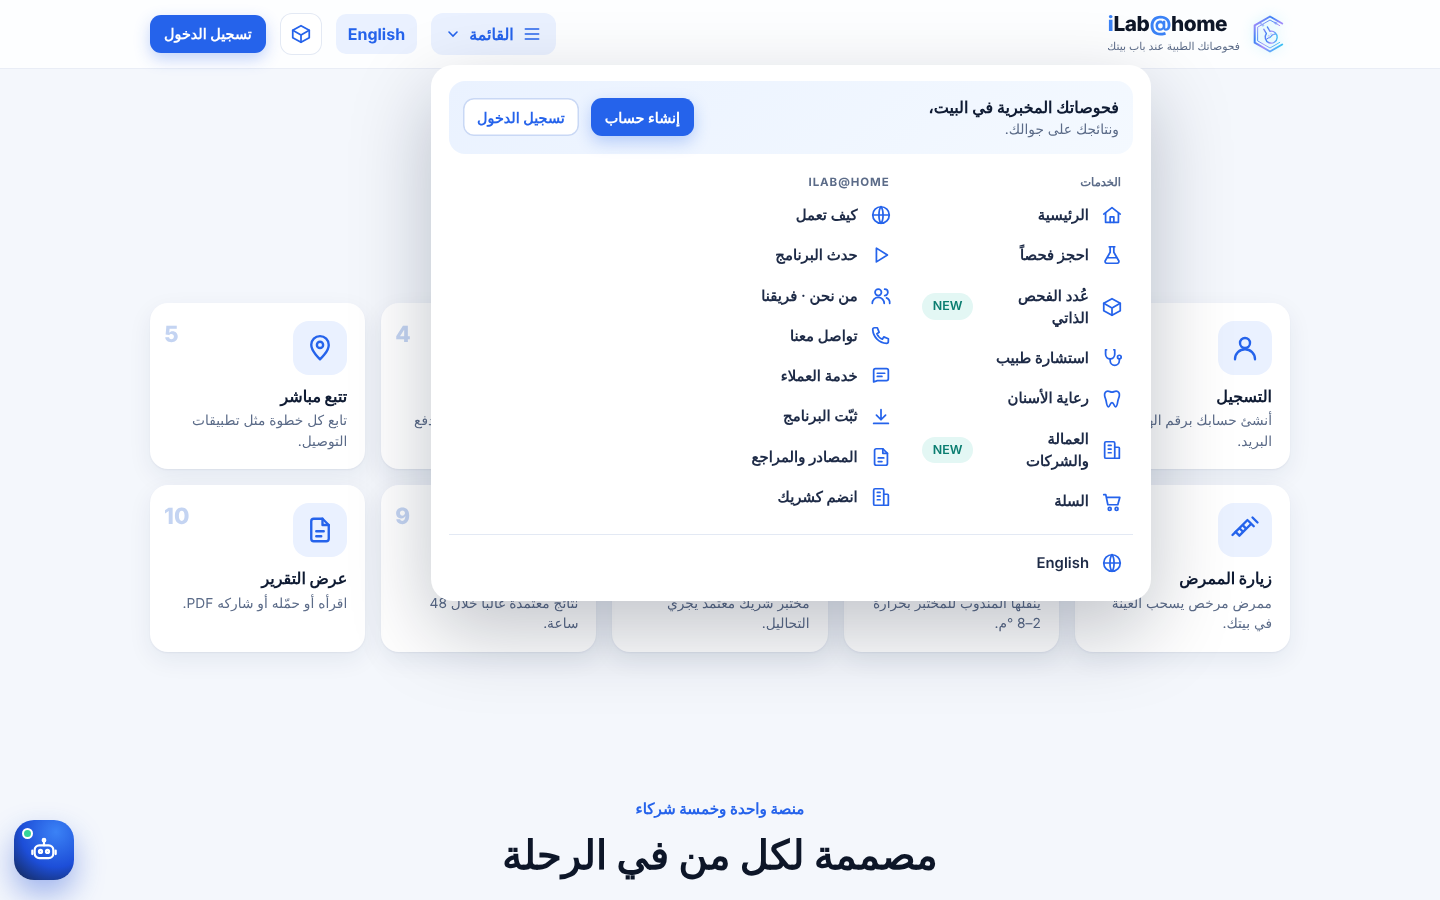 iLab@home
فحوصاتك الطبية عند باب بيتك
القائمة
English
تسجيل الدخول
فحوصاتك المخبرية في البيت،
ونتائجك على جوالك.
إنشاء حساب
تسجيل الدخول
الخدمات
الرئيسية
احجز فحصاً
عُدد الفحص
الذاتي
NEW
استشارة طبيب
رعاية الأسنان
العمالة
والشركات
NEW
السلة
ILAB@HOME
كيف تعمل
حدث البرنامج
من نحن · فريقنا
تواصل معنا
خدمة العملاء
ثبّت البرنامج
المصادر والمراجع
انضم كشريك
English
التسجيل
أنشئ حسابك برقم
البريد.
4
5
تتبع مباشر
تابع كل خطوة مثل تطبيقات
التوصيل.
زيارة الممرض
ممرض مرخص يسحب العينة
في بيتك.
ينقلها المندوب للمختبر بحرارة
2–8 °م.
مختبر شريك معتمد يجري
التحاليل.
9
نتائج معتمدة غالبًا خلال 48
ساعة.
10
عرض التقرير
اقرأه أو حمّله أو شاركه PDF.
منصة واحدة وخمسة شركاء
مصممة لكل من في الرحلة